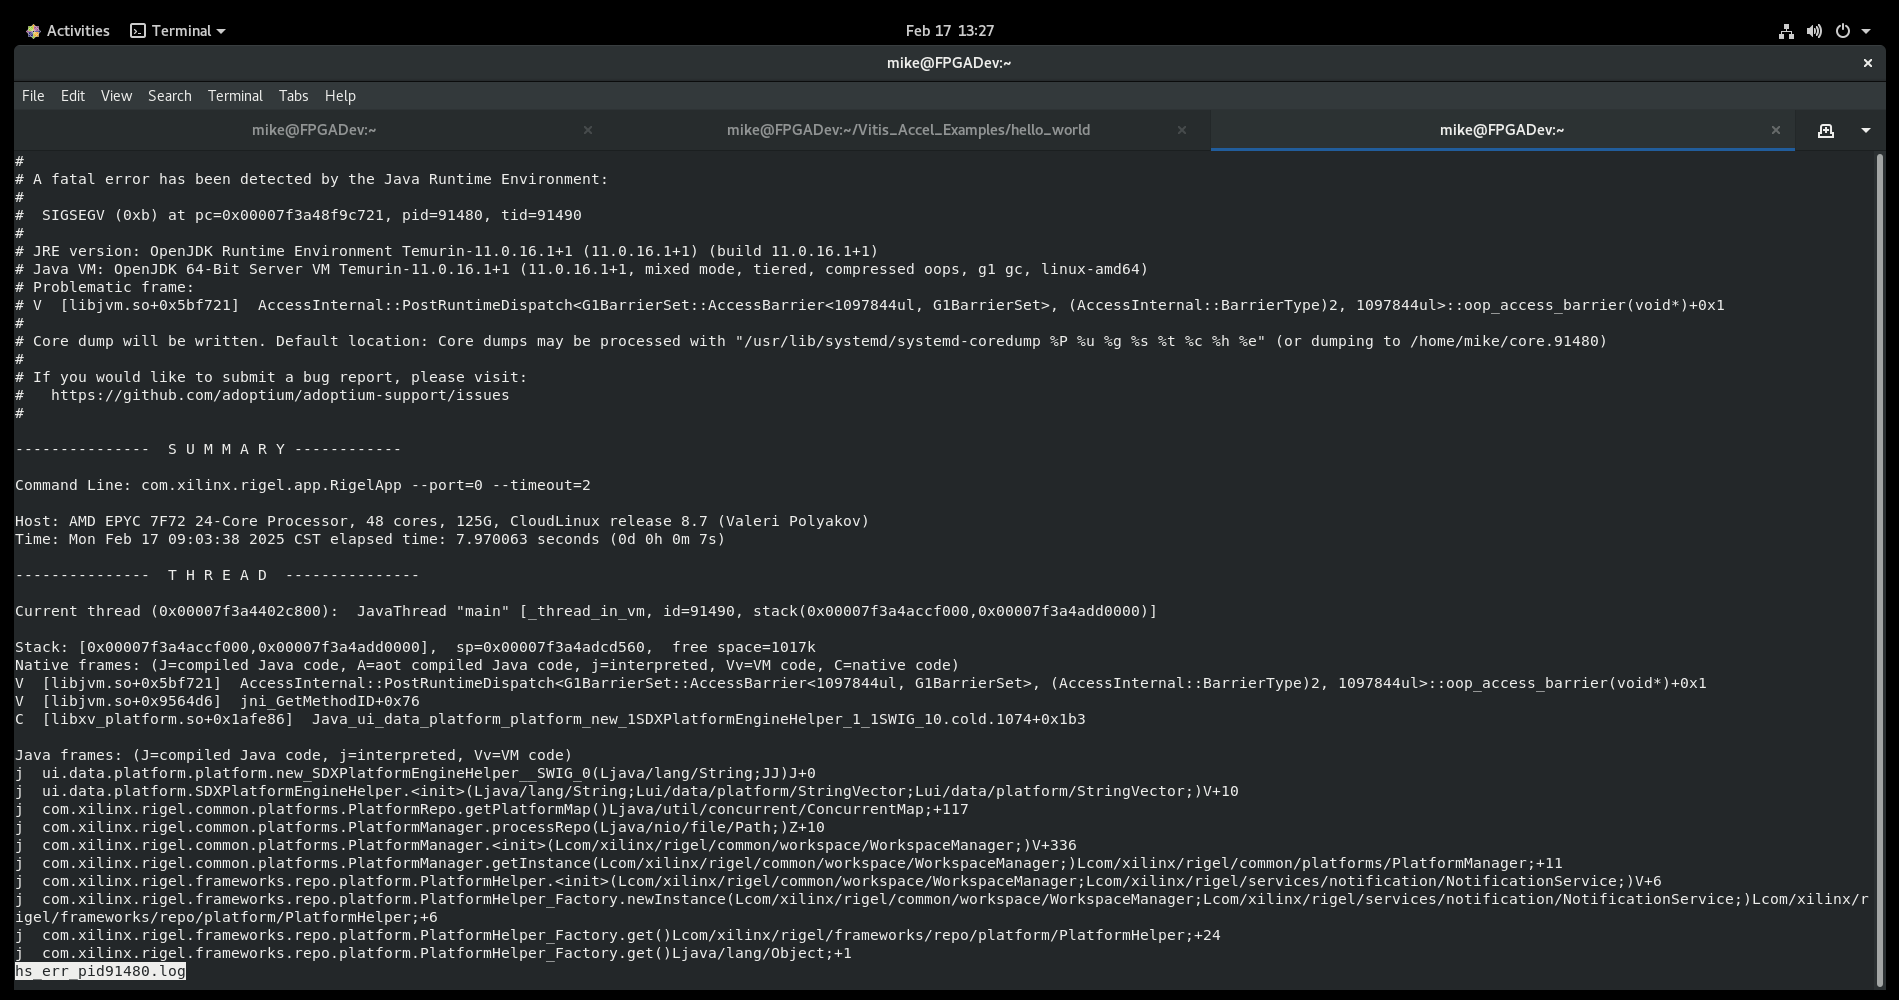 Activities Terminal Feb 17 13:27
mike@FPGADev:~
File Edit View Search Terminal Tabs Help
mike@FPGADev:~ mike@FPGADev:~/Vitis_Accel_Examples/hello_world mike@FPGADev:~
#
# A fatal error has been detected by the Java Runtime Environment:
#
#  SIGSEGV (0xb) at pc=0x00007f3a48f9c721, pid=91480, tid=91490
#
# JRE version: OpenJDK Runtime Environment Temurin-11.0.16.1+1 (11.0.16.1+1) (build 11.0.16.1+1)
# Java VM: OpenJDK 64-Bit Server VM Temurin-11.0.16.1+1 (11.0.16.1+1, mixed mode, tiered, compressed oops, g1 gc, linux-amd64)
# Problematic frame:
# V  [libjvm.so+0x5bf721]  AccessInternal::PostRuntimeDispatch<G1BarrierSet::AccessBarrier<1097844ul, G1BarrierSet>, (AccessInternal::BarrierType)2, 1097844ul>::oop_access_barrier(void*)+0x1
#
# Core dump will be written. Default location: Core dumps may be processed with "/usr/lib/systemd/systemd-coredump %P %u %g %s %t %c %h %e" (or dumping to /home/mike/core.91480)
#
# If you would like to submit a bug report, please visit:
#   https://github.com/adoptium/adoptium-support/issues
#
---------------  S U M M A R Y ------------
Command Line: com.xilinx.rigel.app.RigelApp --port=0 --timeout=2
Host: AMD EPYC 7F72 24-Core Processor, 48 cores, 125G, CloudLinux release 8.7 (Valeri Polyakov)
Time: Mon Feb 17 09:03:38 2025 CST elapsed time: 7.970063 seconds (0d 0h 0m 7s)
---------------  T H R E A D  ---------------
Current thread (0x00007f3a4402c800):  JavaThread "main" [_thread_in_vm, id=91490, stack(0x00007f3a4accf000,0x00007f3a4add0000)]
Stack: [0x00007f3a4accf000,0x00007f3a4add0000],  sp=0x00007f3a4adcd560,  free space=1017k
Native frames: (J=compiled Java code, A=aot compiled Java code, j=interpreted, Vv=VM code, C=native code)
V  [libjvm.so+0x5bf721]  AccessInternal::PostRuntimeDispatch<G1BarrierSet::AccessBarrier<1097844ul, G1BarrierSet>, (AccessInternal::BarrierType)2, 1097844ul>::oop_access_barrier(void*)+0x1
V  [libjvm.so+0x9564d6]  jni_GetMethodID+0x76
C  [libxv_platform.so+0x1afe86]  Java_ui_data_platform_platform_new_1SDXPlatformEngineHelper_1_1SWIG_10.cold.1074+0x1b3
Java frames: (J=compiled Java code, j=interpreted, Vv=VM code)
j  ui.data.platform.platform.new_SDXPlatformEngineHelper__SWIG_0(Ljava/lang/String;JJ)J+0
j  ui.data.platform.SDXPlatformEngineHelper.<init>(Ljava/lang/String;Lui/data/platform/StringVector;Lui/data/platform/StringVector;)V+10
j  com.xilinx.rigel.common.platforms.PlatformRepo.getPlatformMap()Ljava/util/concurrent/ConcurrentMap;+117
j  com.xilinx.rigel.common.platforms.PlatformManager.processRepo(Ljava/nio/file/Path;)Z+10
j  com.xilinx.rigel.common.platforms.PlatformManager.<init>(Lcom/xilinx/rigel/common/workspace/WorkspaceManager;)V+336
j  com.xilinx.rigel.common.platforms.PlatformManager.getInstance(Lcom/xilinx/rigel/common/workspace/WorkspaceManager;)Lcom/xilinx/rigel/common/platforms/PlatformManager;+11
j  com.xilinx.rigel.frameworks.repo.platform.PlatformHelper.<init>(Lcom/xilinx/rigel/common/workspace/WorkspaceManager;Lcom/xilinx/rigel/services/notification/NotificationService;)V+6
j  com.xilinx.rigel.frameworks.repo.platform.PlatformHelper_Factory.newInstance(Lcom/xilinx/rigel/common/workspace/WorkspaceManager;Lcom/xilinx/rigel/services/notification/NotificationService;)Lcom/xilinx/r
igel/frameworks/repo/platform/PlatformHelper;+6
j  com.xilinx.rigel.frameworks.repo.platform.PlatformHelper_Factory.get()Lcom/xilinx/rigel/frameworks/repo/platform/PlatformHelper;+24
j  com.xilinx.rigel.frameworks.repo.platform.PlatformHelper_Factory.get()Ljava/lang/Object;+1
hs_err_pid91480.log